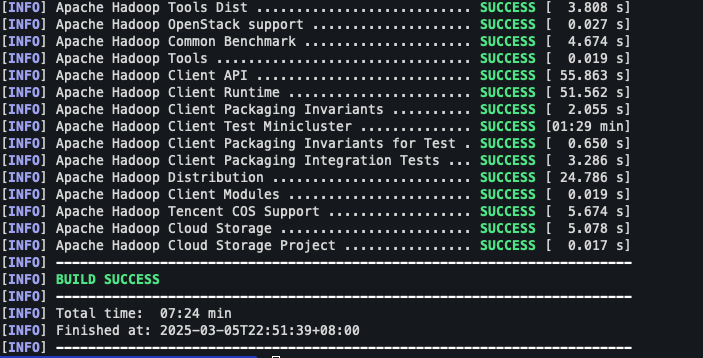 [INFO] Apache Hadoop Tools Dist ........................... SUCCESS [  3.808 s]
[INFO] Apache Hadoop OpenStack support .................... SUCCESS [  0.027 s]
[INFO] Apache Hadoop Common Benchmark ..................... SUCCESS [  4.674 s]
[INFO] Apache Hadoop Tools ................................ SUCCESS [  0.019 s]
[INFO] Apache Hadoop Client API ........................... SUCCESS [ 55.863 s]
[INFO] Apache Hadoop Client Runtime ....................... SUCCESS [ 51.562 s]
[INFO] Apache Hadoop Client Packaging Invariants .......... SUCCESS [  2.055 s]
[INFO] Apache Hadoop Client Test Minicluster .............. SUCCESS [01:29 min]
[INFO] Apache Hadoop Client Packaging Invariants for Test . SUCCESS [  0.650 s]
[INFO] Apache Hadoop Client Packaging Integration Tests ... SUCCESS [  3.286 s]
[INFO] Apache Hadoop Distribution ......................... SUCCESS [ 24.786 s]
[INFO] Apache Hadoop Client Modules ....................... SUCCESS [  0.019 s]
[INFO] Apache Hadoop Tencent COS Support .................. SUCCESS [  5.674 s]
[INFO] Apache Hadoop Cloud Storage ........................ SUCCESS [  5.078 s]
[INFO] Apache Hadoop Cloud Storage Project ................ SUCCESS [  0.017 s]
[INFO] ------------------------------------------------------------------------
[INFO] BUILD SUCCESS
[INFO] ------------------------------------------------------------------------
[INFO] Total time:  07:24 min
[INFO] Finished at: 2025-03-05T22:51:39+08:00
[INFO] ------------------------------------------------------------------------